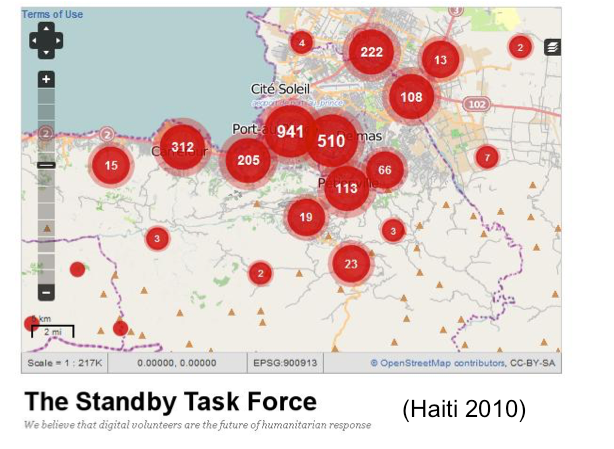 Terms of Use
4
222
13
2
108
102
Cité Soleil
941
510
2
2
312
205
15
66
7
113
19
3
3
23
2
2 mi
Scale = 1 : 217K
0.00000, 0.00000
EPSG:900913
© OpenStreetMap contributors, CC-BY-SA
The Standby Task Force
(Haiti 2010)
We believe that digital volunteers are the future of humanitarian response